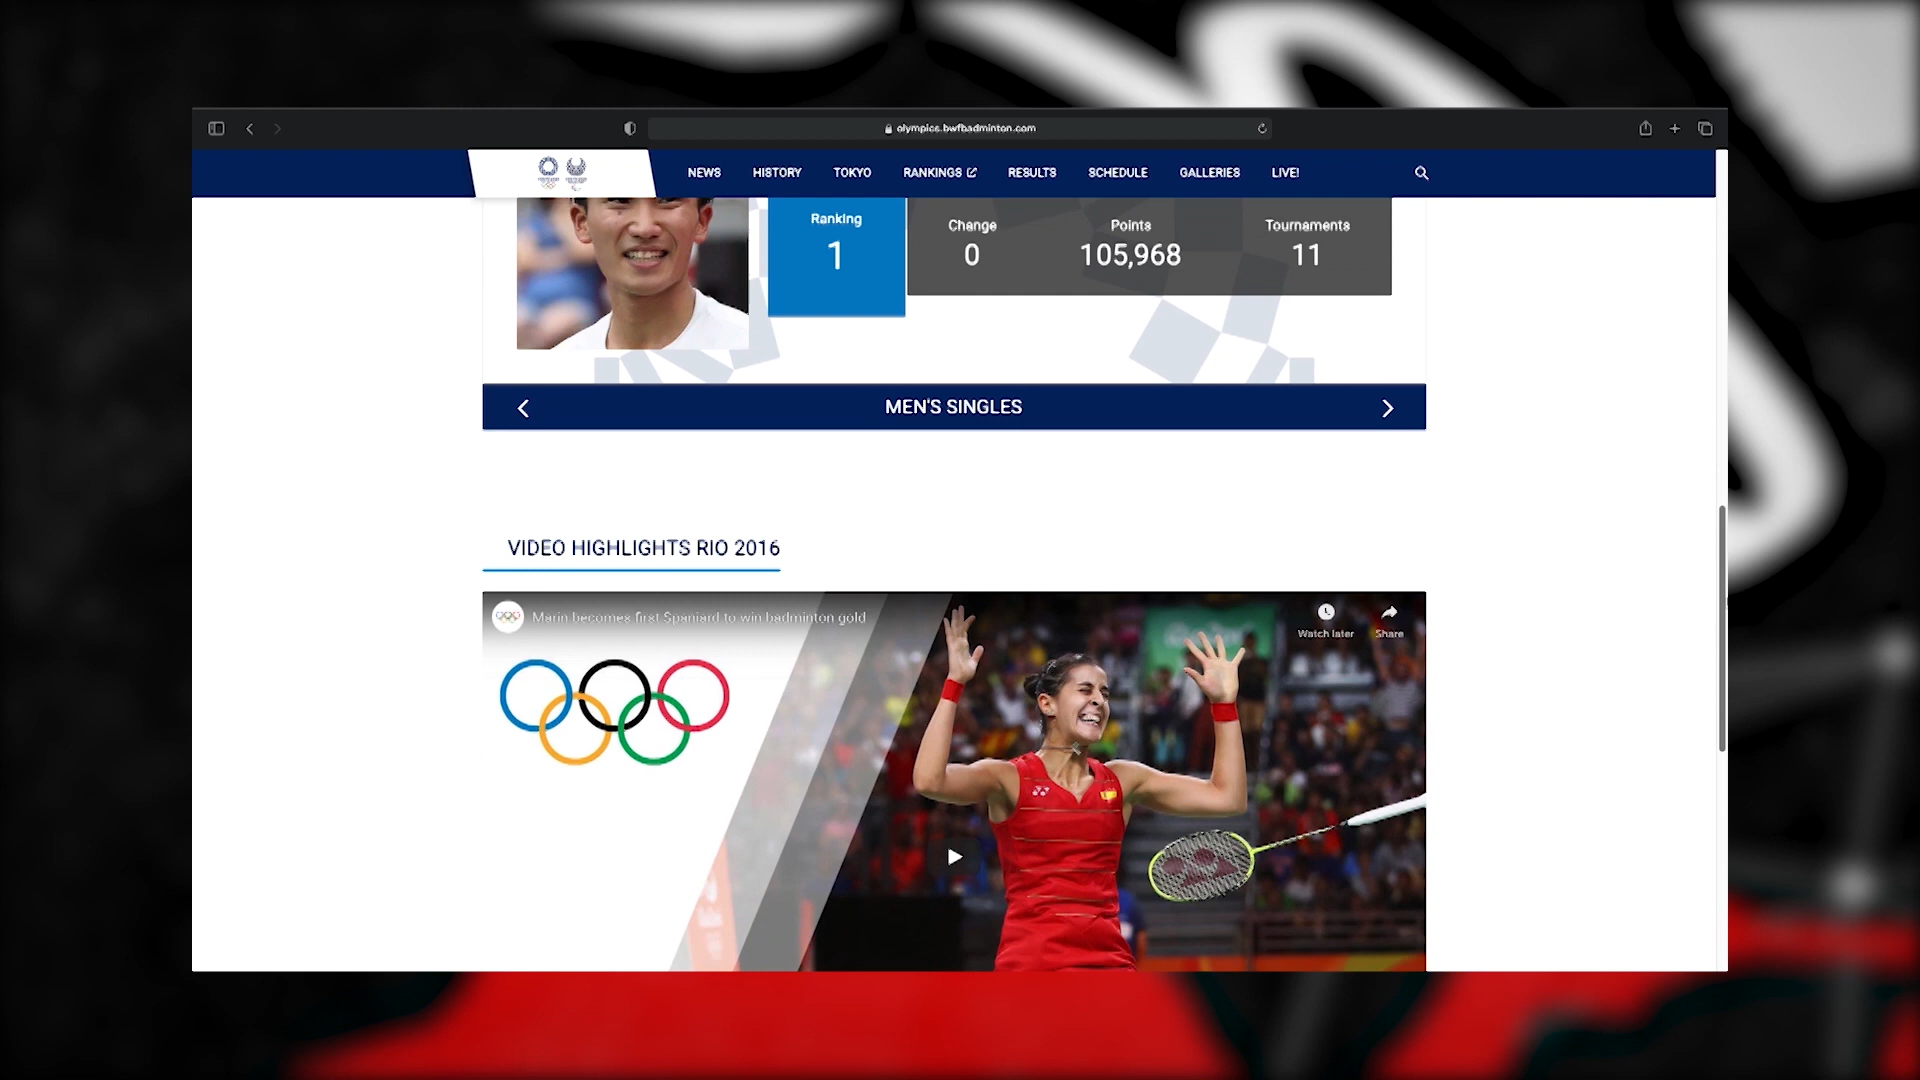 olympics.bwfbadminton.com
NEWS HISTORY TOKYO RANKINGS RESULTS SCHEDULE GALLERIES LIVE!
Ranking Change Points Tournaments
1 0 105,968 11
MEN'S SINGLES
VIDEO HIGHLIGHTS RIO 2016
Marin becomes first Spaniard to win badminton gold
Watch later Share